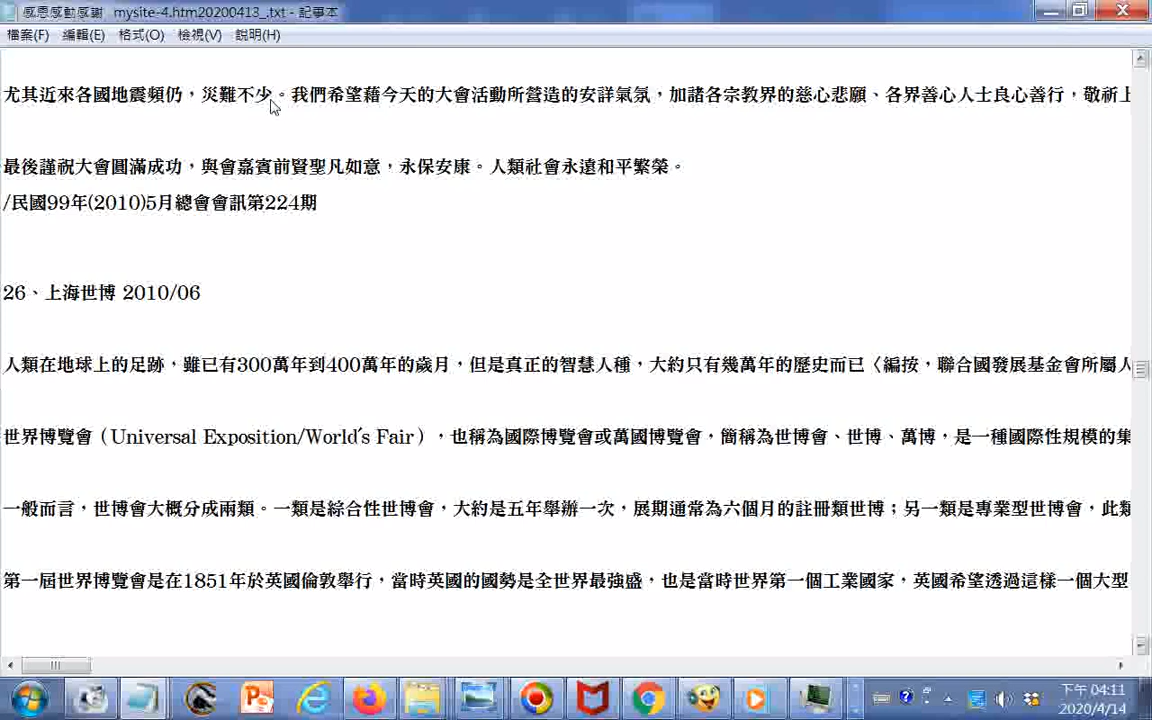 感恩感動感謝 mysite-4.htm20200413_.txt - 記事本
檔案(F) 編輯(E) 格式(O) 檢視(V) 說明(H)
尤其近來各國地震頻仍，災難不少。我們希望藉今天的大會活動所營造的安詳氣氛，加諸各宗教界的慈心悲願、各界善心人士良心善行，敬祈上
最後謹祝大會圓滿成功，與會嘉賓前賢聖凡如意，永保安康。人類社會永遠和平繁榮。
/民國99年(2010)5月總會會訊第224期
26、上海世博 2010/06
人類在地球上的足跡，雖已有300萬年到400萬年的歲月，但是真正的智慧人種，大約只有幾萬年的歷史而已〈編按，聯合國發展基金會所屬人
世界博覽會（Universal Exposition/World's Fair），也稱為國際博覽會或萬國博覽會，簡稱為世博會、世博、萬博，是一種國際性規模的集
一般而言，世博會大概分成兩類。一類是綜合性世博會，大約是五年舉辦一次，展期通常為六個月的註冊類世博；另一類是專業型世博會，此類
第一屆世界博覽會是在1851年於英國倫敦舉行，當時英國的國勢是全世界最強盛，也是當時世界第一個工業國家，英國希望透過這樣一個大型
下午 04:11
2020/4/14